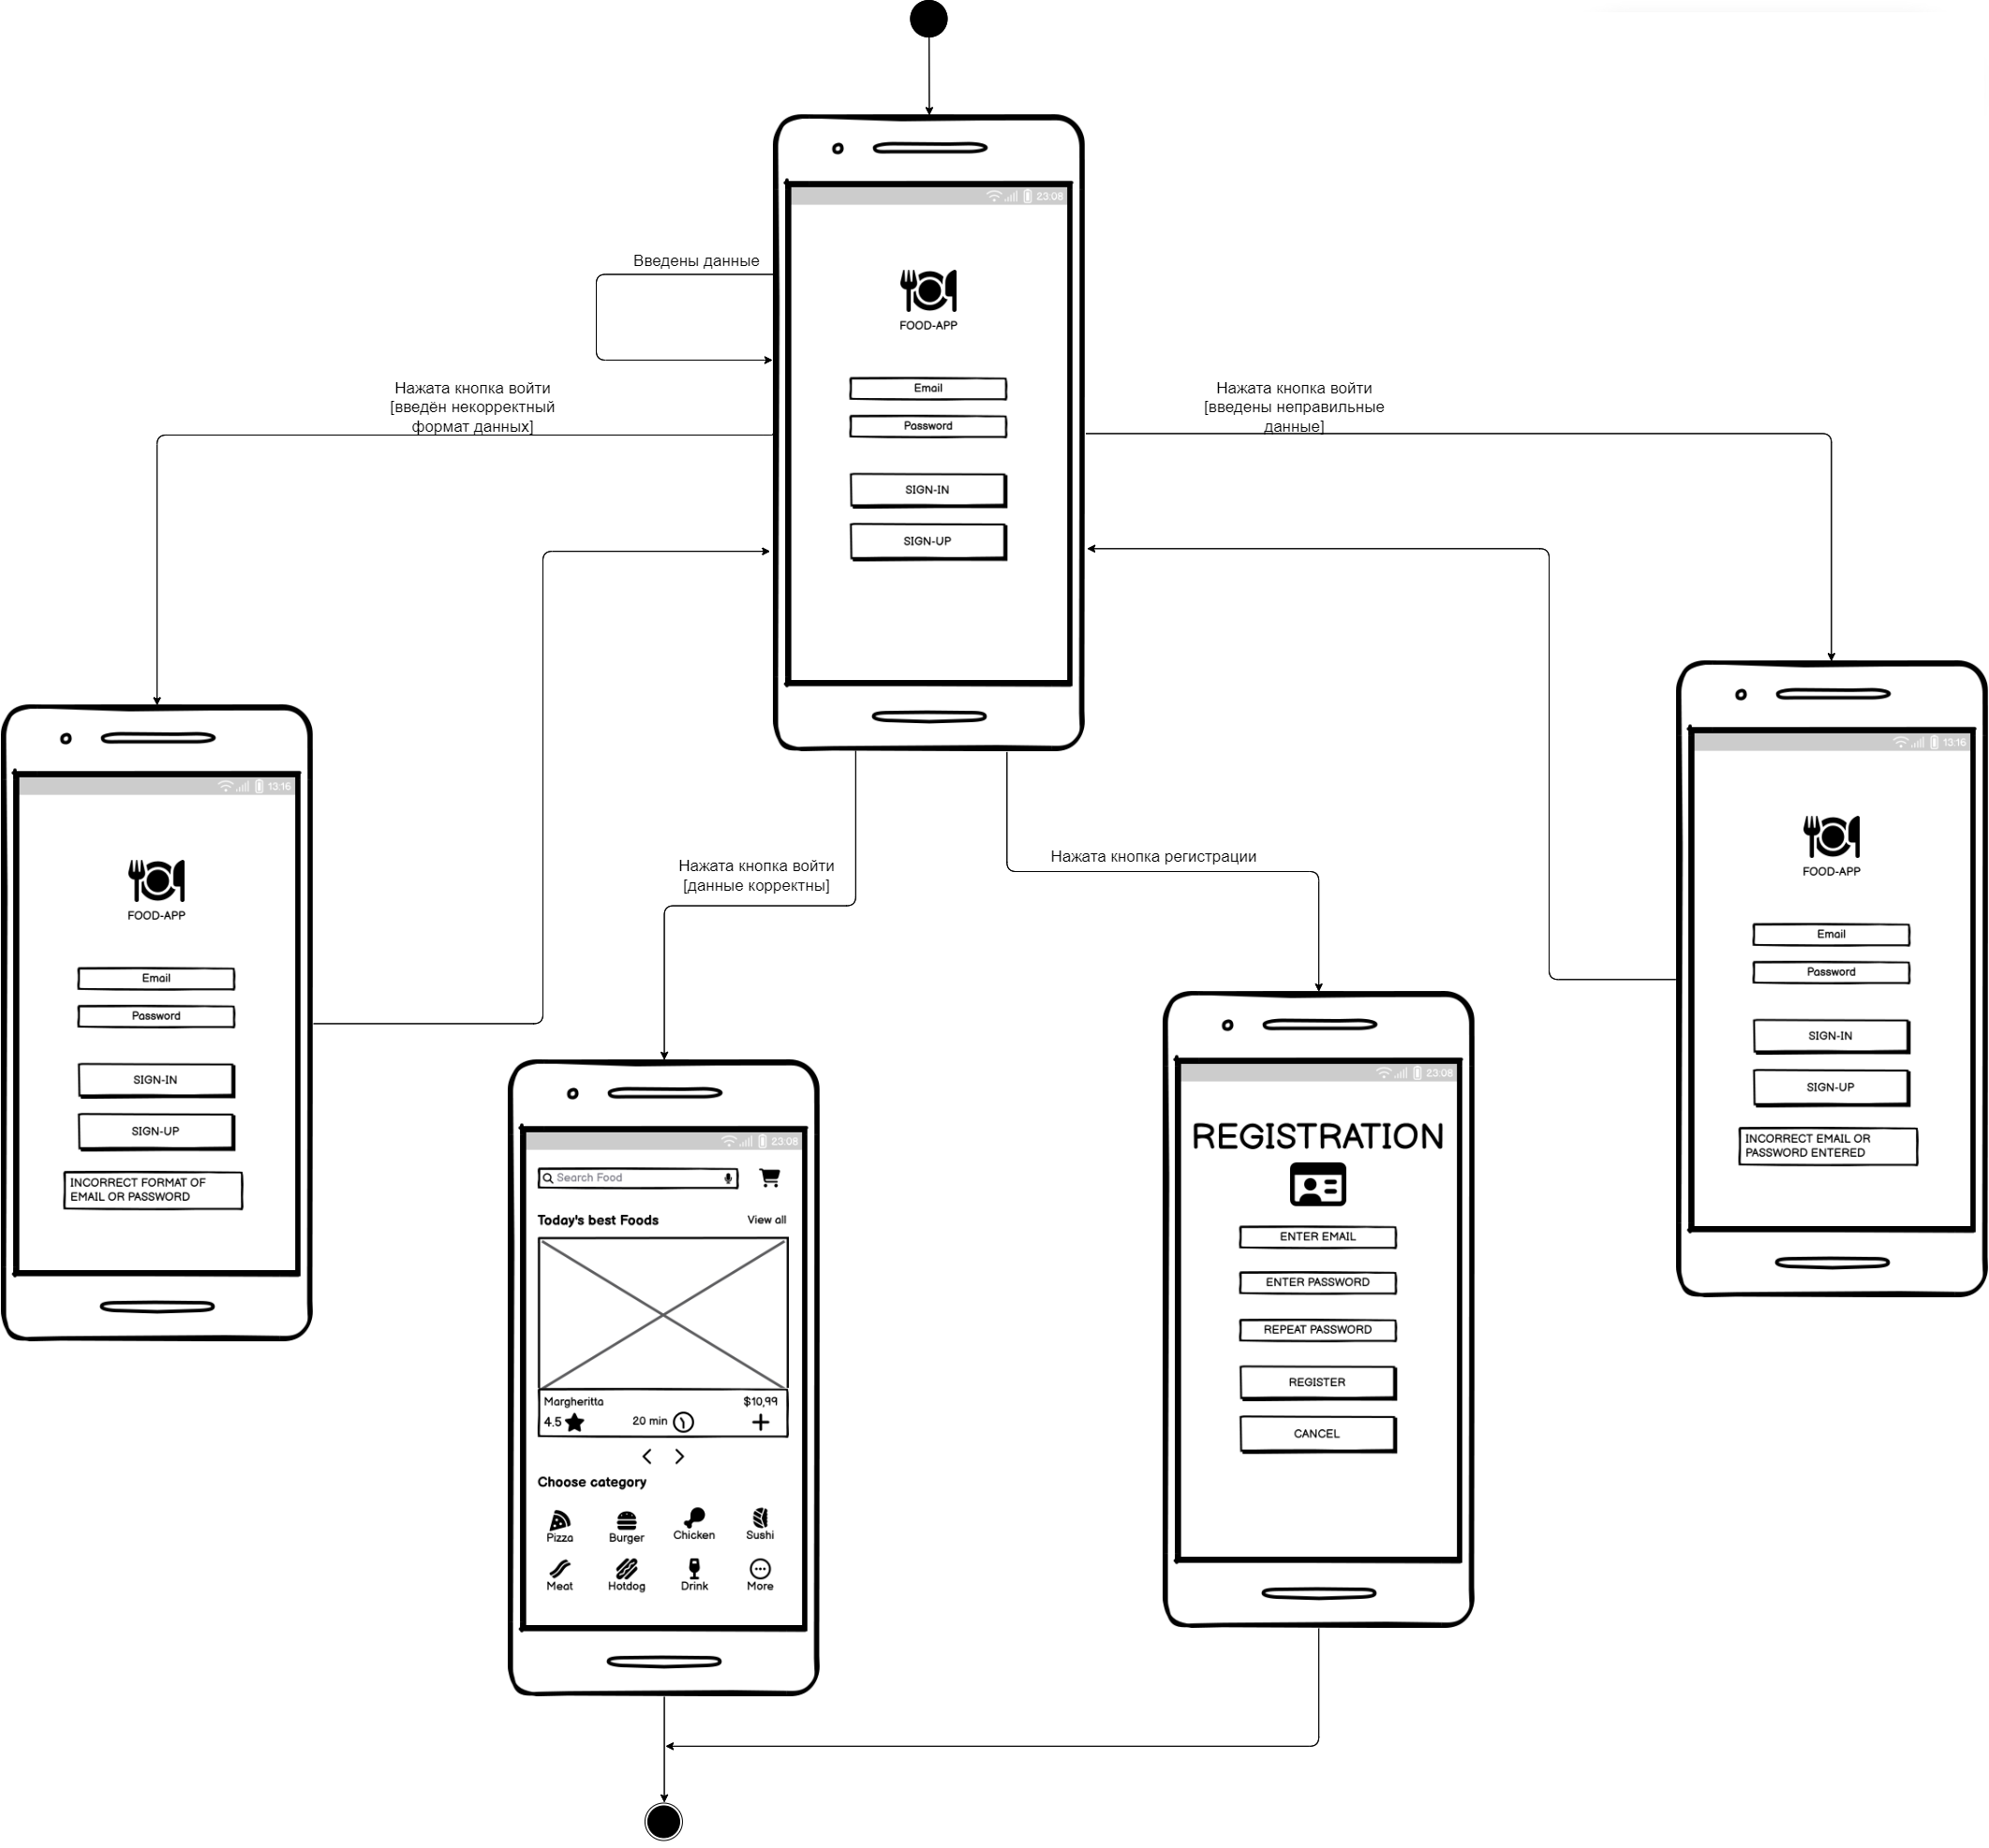 23:08
FOOD-APP
Email
Password
SIGN-IN
SIGN-UP
Введены данные
Нажата кнопка войти
[введён некорректный
формат данных]
Нажата кнопка войти
[введены неправильные
данные]
Нажата кнопка войти
[данные корректны]
Нажата кнопка регистрации
13:16
FOOD-APP
Email
Password
SIGN-IN
SIGN-UP
INCORRECT FORMAT OF
EMAIL OR PASSWORD
13:16
FOOD-APP
Email
Password
SIGN-IN
SIGN-UP
INCORRECT EMAIL OR
PASSWORD ENTERED
23:08
Search Food
Today's best Foods View all
Margheritta $10,99
4.5 20 min
Choose category
Pizza Burger Chicken Sushi
Meat Hotdog Drink More
23:08
REGISTRATION
ENTER EMAIL
ENTER PASSWORD
REPEAT PASSWORD
REGISTER
CANCEL